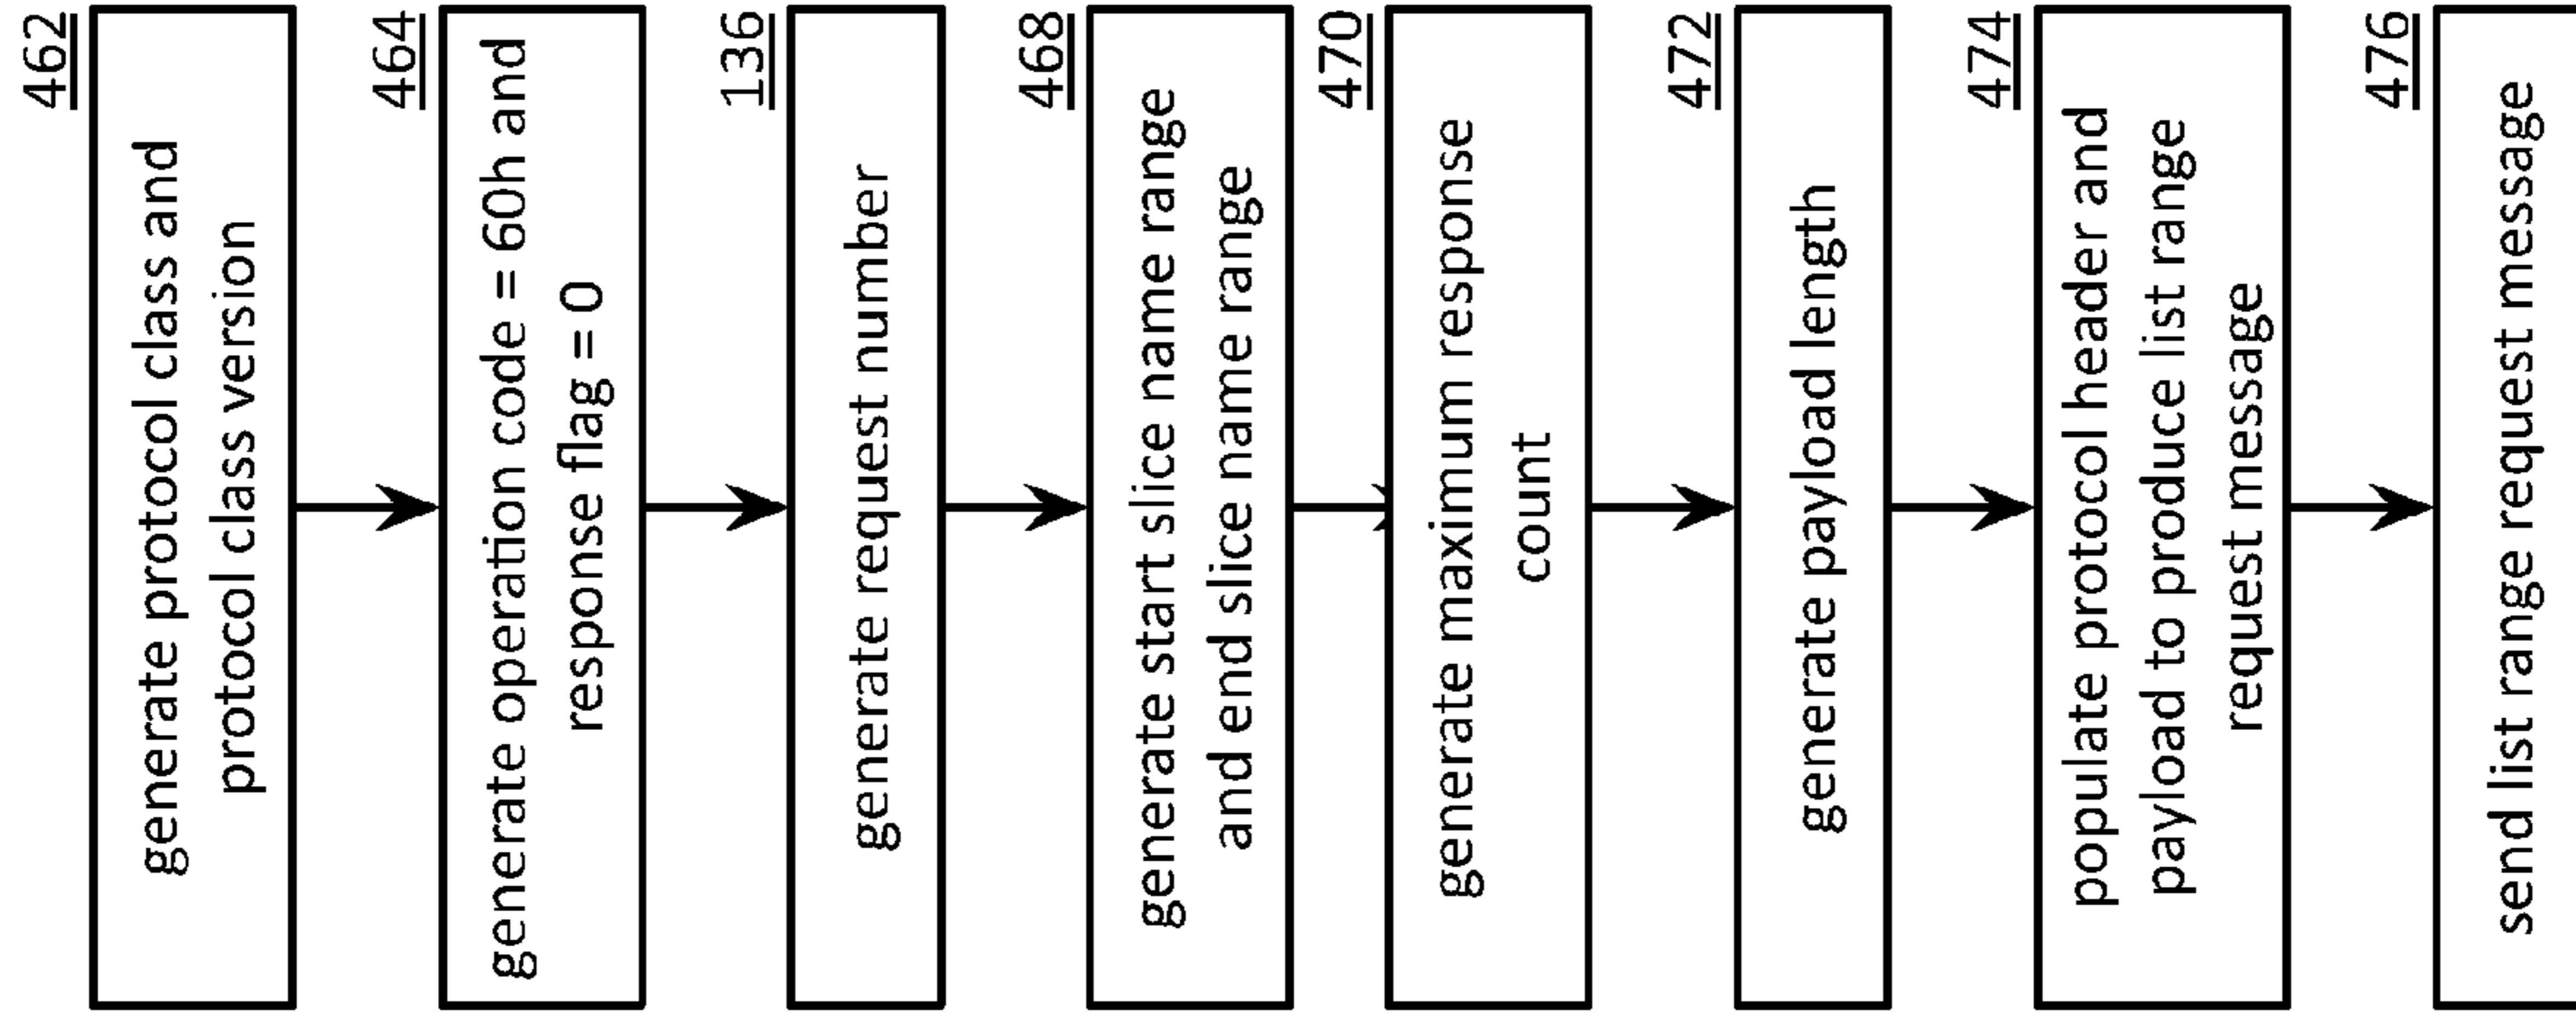 462
generate protocol class and
protocol class version
464
generate operation code = 60h and
response flag = 0
136
generate request number
468
generate start slice name range
and end slice name range
470
generate maximum response
count
472
generate payload length
474
populate protocol header and
payload to produce list range
request message
476
send list range request message